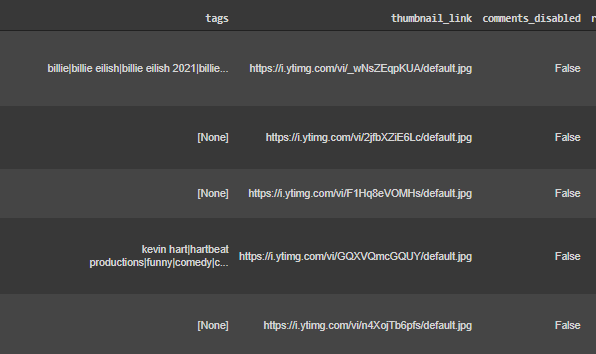 tags thumbnail_link comments_disabled r
billie|billie eilish|billie eilish 2021|billie... https://i.ytimg.com/vi/_wNsZEqpKUA/default.jpg False
[None] https://i.ytimg.com/vi/2jfbXZiE6Lc/default.jpg False
[None] https://i.ytimg.com/vi/F1Hq8eVOMHs/default.jpg False
kevin hart|hartbeat
productions|funny|comedy|c... https://i.ytimg.com/vi/GQXVQmcGQUY/default.jpg False
[None] https://i.ytimg.com/vi/n4XojTb6pfs/default.jpg False